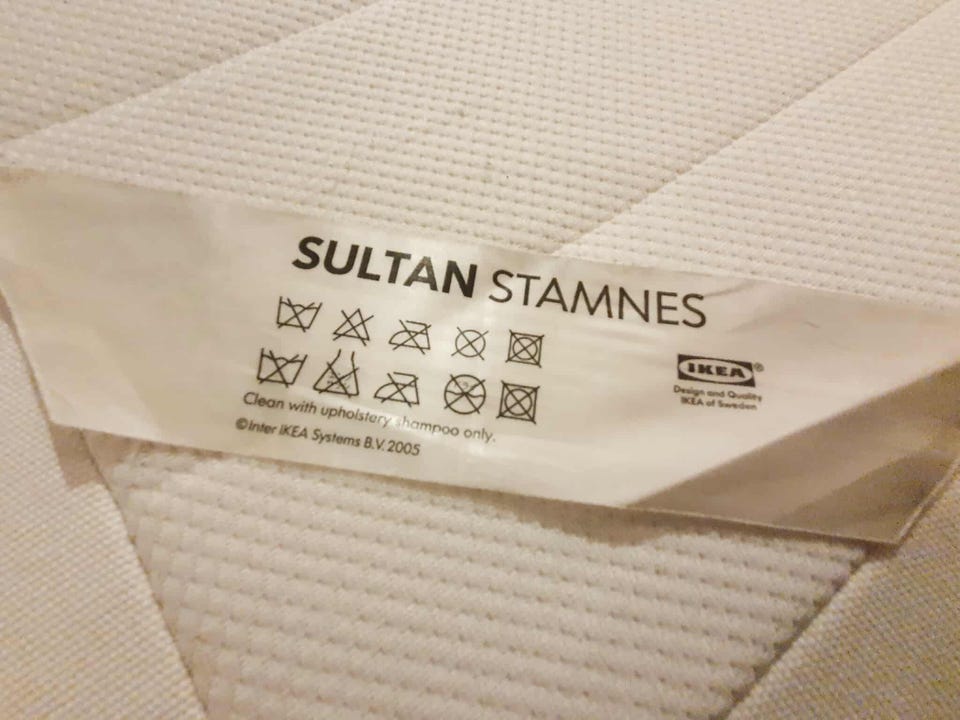 SULTAN STAMNES
Clean with upholstery shampoo only.
©Inter IKEA Systems B.V. 2005
IKEA®
Design and Quality
IKEA of Sweden